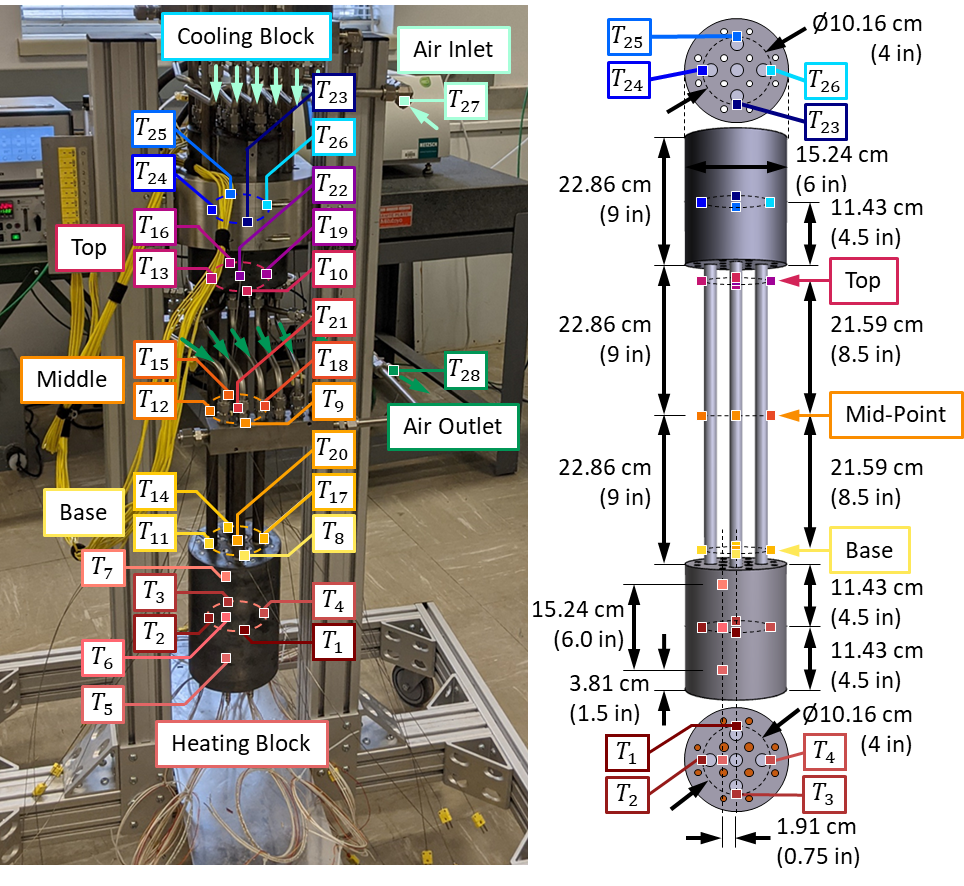 Cooling Block
Air Inlet
T27
T23
T25
T26
T24
T22
T16
T19
Top
T13
T10
T21
T15
T18
Middle
T28
T12
T9
Air Outlet
T20
T14
T17
Base
T11
T8
T7
T3
T4
T2
T1
T6
T5
Heating Block
T25
Ø10.16 cm
(4 in)
T24
T26
T23
15.24 cm
(6 in)
22.86 cm
(9 in)
11.43 cm
(4.5 in)
Top
22.86 cm
(9 in)
21.59 cm
(8.5 in)
Mid-Point
22.86 cm
(9 in)
21.59 cm
(8.5 in)
Base
11.43 cm
(4.5 in)
15.24 cm
(6.0 in)
11.43 cm
(4.5 in)
3.81 cm
(1.5 in)
Ø10.16 cm
(4 in)
T1
T4
T2
T3
1.91 cm
(0.75 in)
NETZSCH